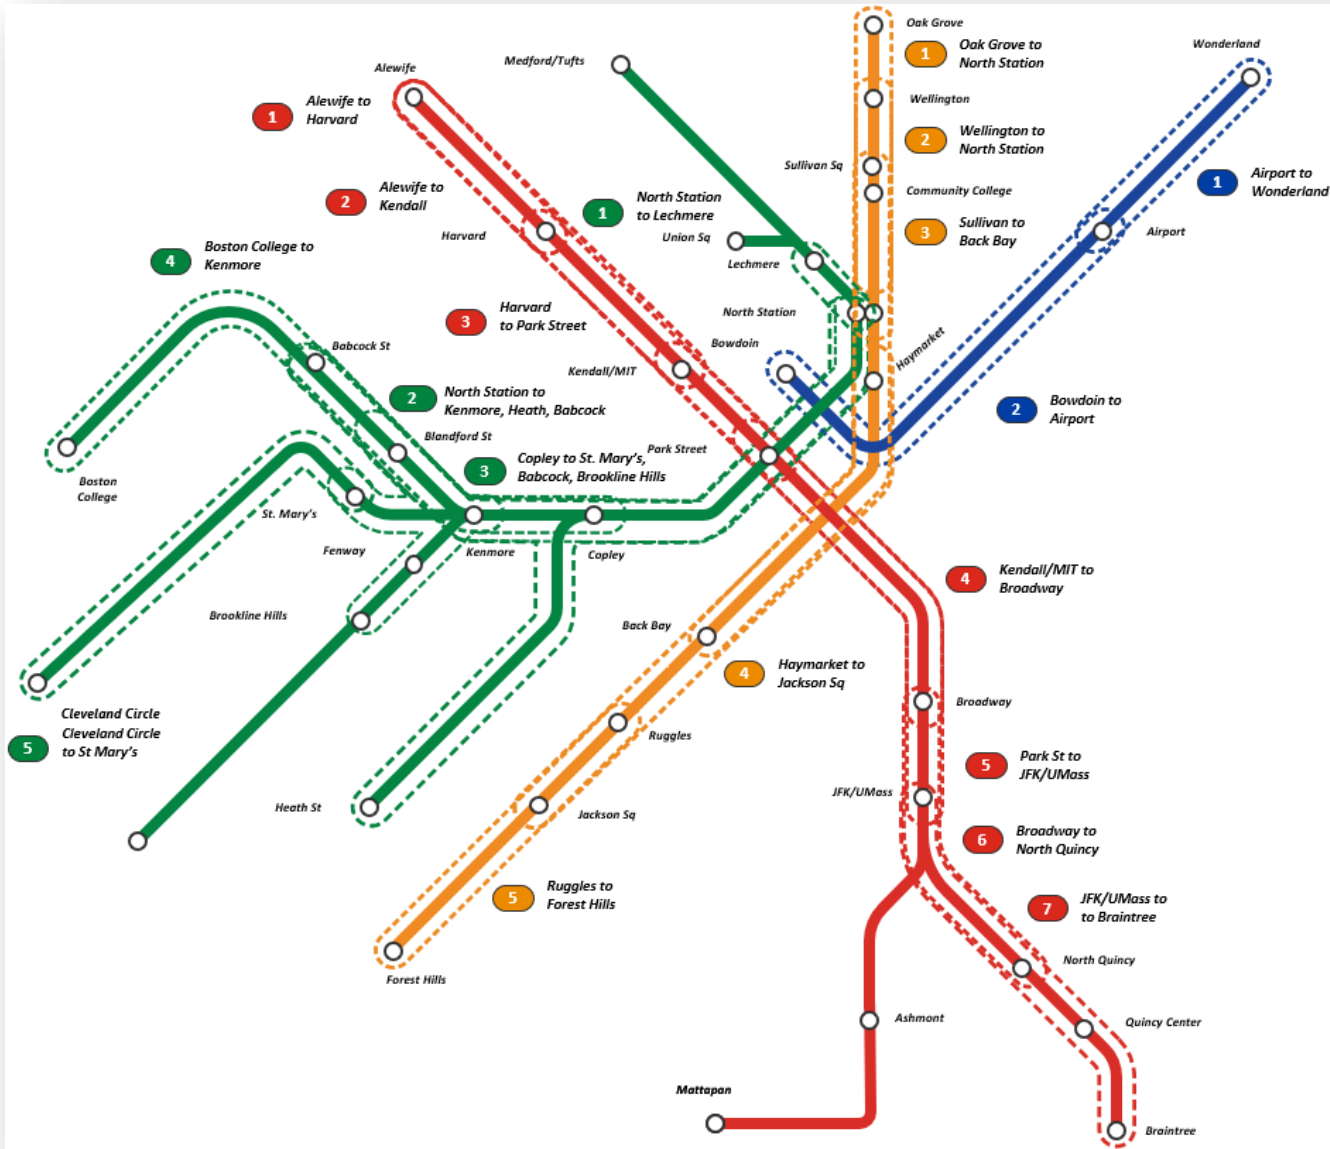 Oak Grove
1
Oak Grove to
North Station
Wonderland
Medford/Tufts
Alewife
1
Alewife to
Harvard
Wellington
2
Wellington to
North Station
Sullivan Sq
Community College
1
Airport to
Wonderland
2
Alewife to
Kendall
1
North Station
to Lechmere
3
Sullivan to
Back Bay
Harvard
Union Sq
Airport
4
Boston College to
Kenmore
Lechmere
3
Harvard
to Park Street
North Station
Bowdoin
Haymarket
Babcock St
Kendall/MIT
2
North Station to
Kenmore, Heath, Babcock
2
Bowdoin to
Airport
Blandford St
Park Street
3
Copley to St. Mary's,
Babcock, Brookline Hills
Boston
College
St. Mary's
Fenway
Kenmore
Copley
4
Kendall/MIT to
Broadway
Brookline Hills
Back Bay
4
Haymarket to
Jackson Sq
Broadway
5
Cleveland Circle
Cleveland Circle
to St Mary's
Ruggles
5
Park St to
JFK/UMass
JFK/UMass
Heath St
Jackson Sq
6
Broadway to
North Quincy
5
Ruggles to
Forest Hills
7
JFK/UMass to
to Braintree
Forest Hills
North Quincy
Ashmont
Quincy Center
Mattapan
Braintree